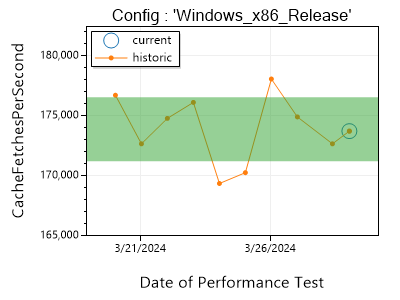 Config : 'Windows_x86_Release'
current
historic
CacheFetchesPerSecond
180,000
175,000
170,000
165,000
3/21/2024
3/26/2024
Date of Performance Test